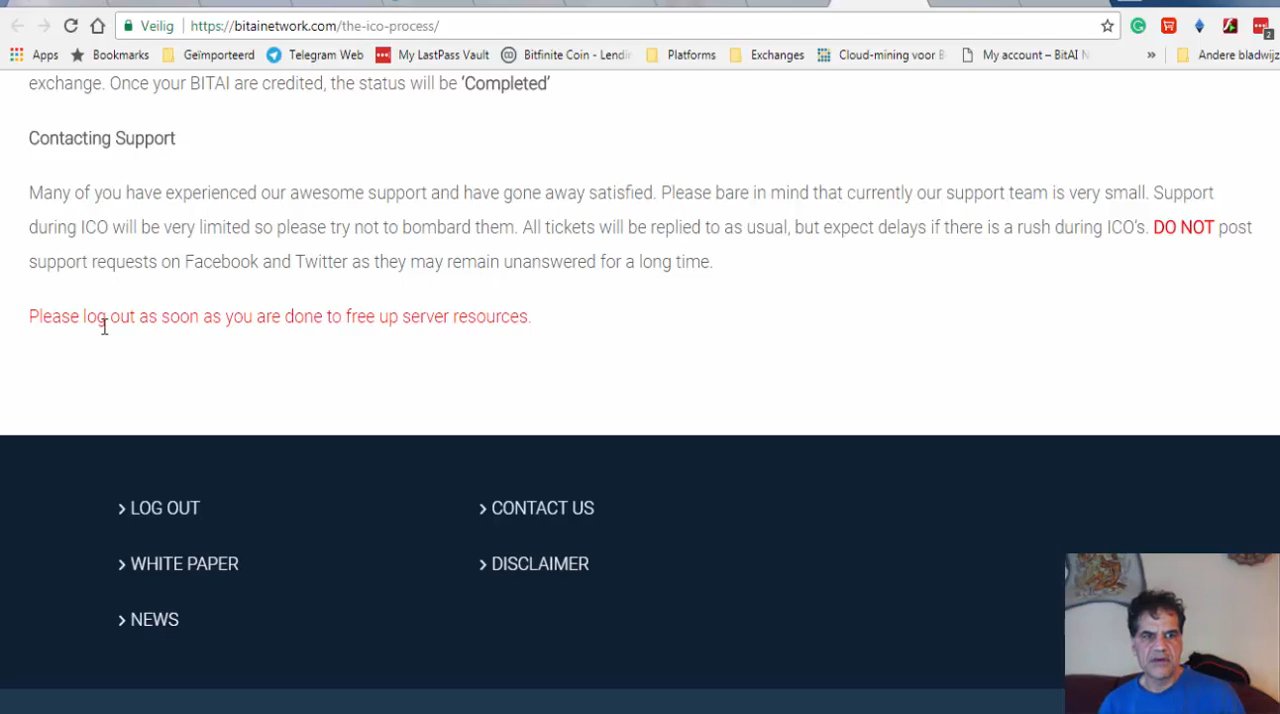 Veilig https://bitainetwork.com/the-ico-process/
Apps Bookmarks Geïmporteerd Telegram Web My LastPass Vault Bitfinite Coin - Lendin Platforms Exchanges Cloud-mining voor B My account – BitAI N » Andere bladwijz
exchange. Once your BITAI are credited, the status will be ‘Completed’
Contacting Support
Many of you have experienced our awesome support and have gone away satisfied. Please bare in mind that currently our support team is very small. Support
during ICO will be very limited so please try not to bombard them. All tickets will be replied to as usual, but expect delays if there is a rush during ICO’s. DO NOT post
support requests on Facebook and Twitter as they may remain unanswered for a long time.
Please log out as soon as you are done to free up server resources.
> LOG OUT
> CONTACT US
> WHITE PAPER
> DISCLAIMER
> NEWS